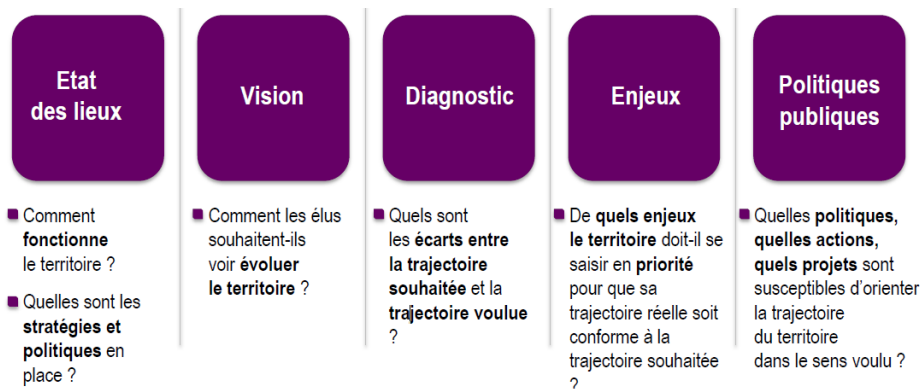 Etat
des lieux
Vision
Diagnostic
Enjeux
Politiques
publiques
Comment
fonctionne
le territoire ?
Quelles sont les
stratégies et
politiques en
place ?
Comment les élus
souhaitent-ils
voir évoluer
le territoire ?
Quels sont
les écarts entre
la trajectoire
souhaitée et la
trajectoire voulue
?
De quels enjeux
le territoire doit-il se
saisir en priorité
pour que sa
trajectoire réelle soit
conforme à la
trajectoire souhaitée
?
Quelles politiques,
quelles actions,
quels projets sont
susceptibles d'orienter
la trajectoire
du territoire
dans le sens voulu ?